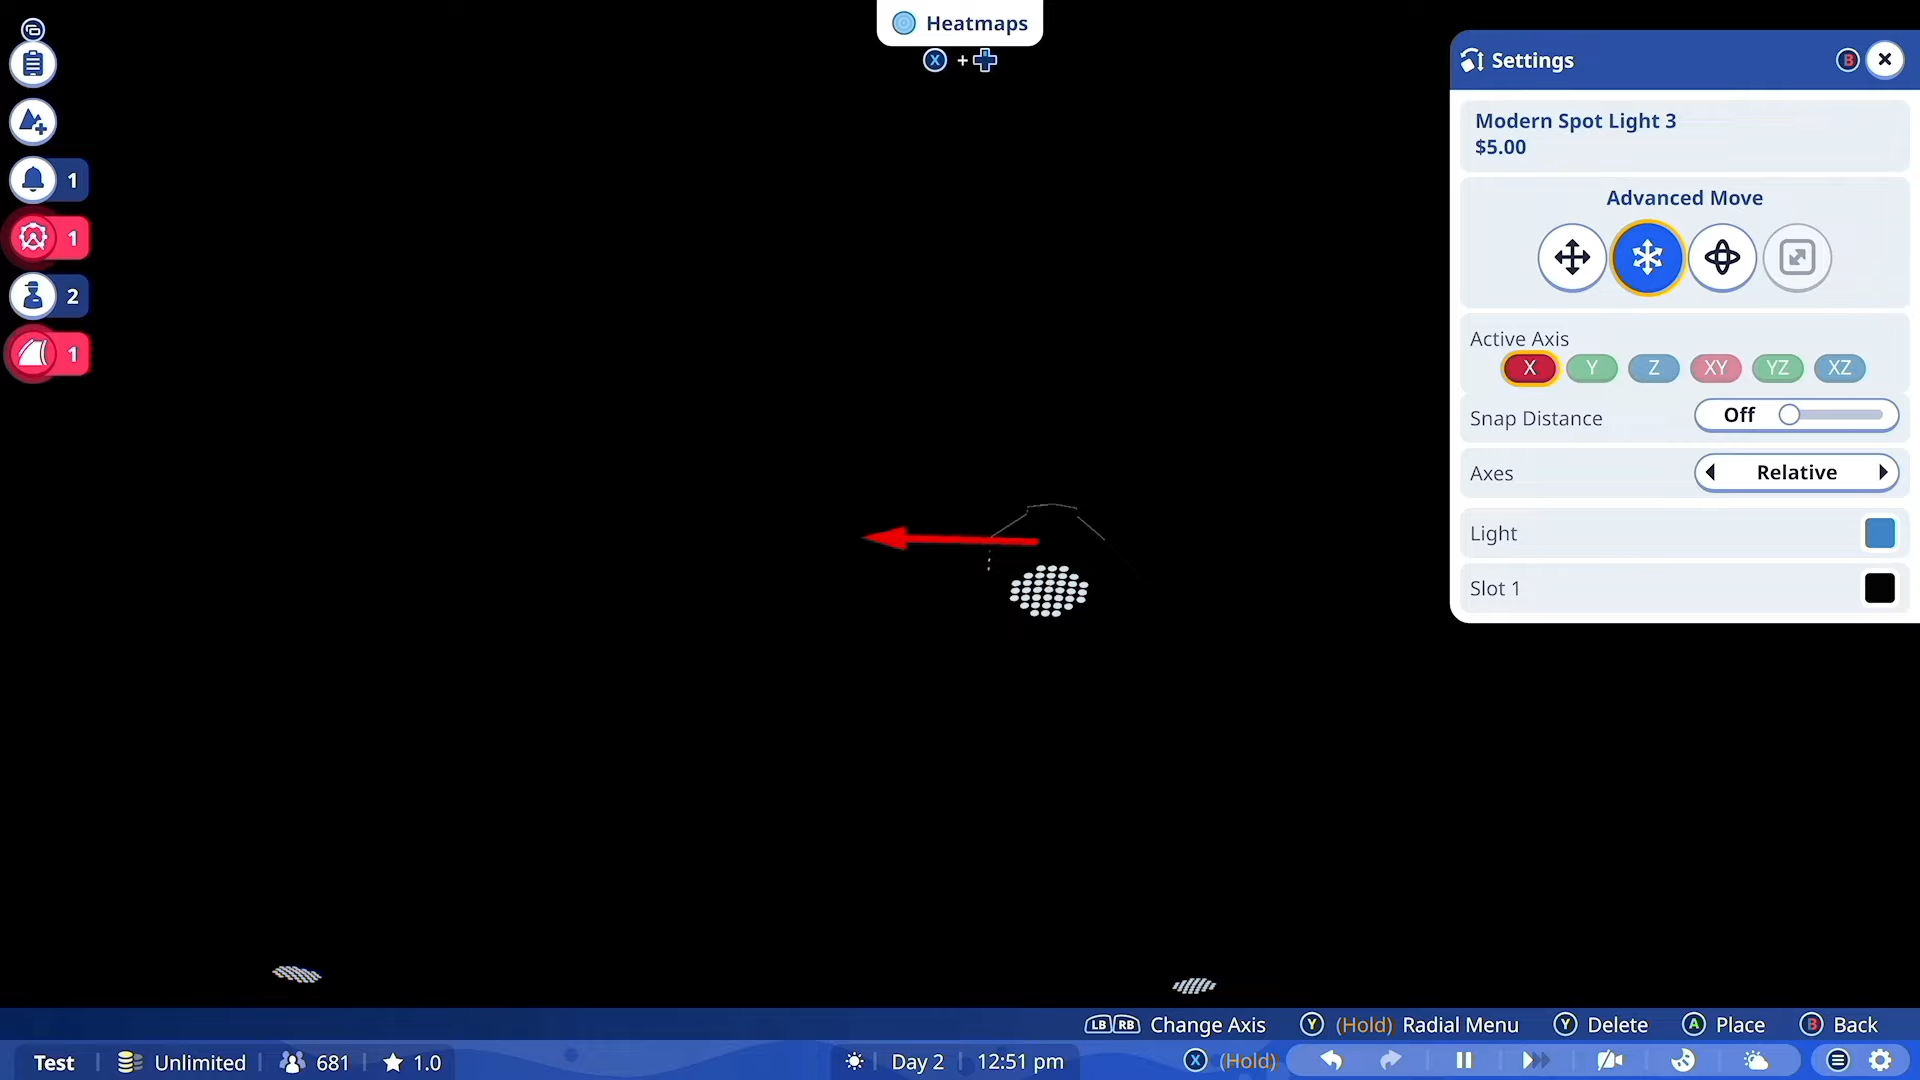 Heatmaps
X +
1
1
2
1
Settings
B
Modern Spot Light 3
$5.00
Advanced Move
Active Axis
X Y Z XY YZ XZ
Snap Distance Off
Axes Relative
Light
Slot 1
LB RB Change Axis Y (Hold) Radial Menu Y Delete A Place B Back
Test Unlimited 681 1.0 Day 2 12:51 pm X (Hold)